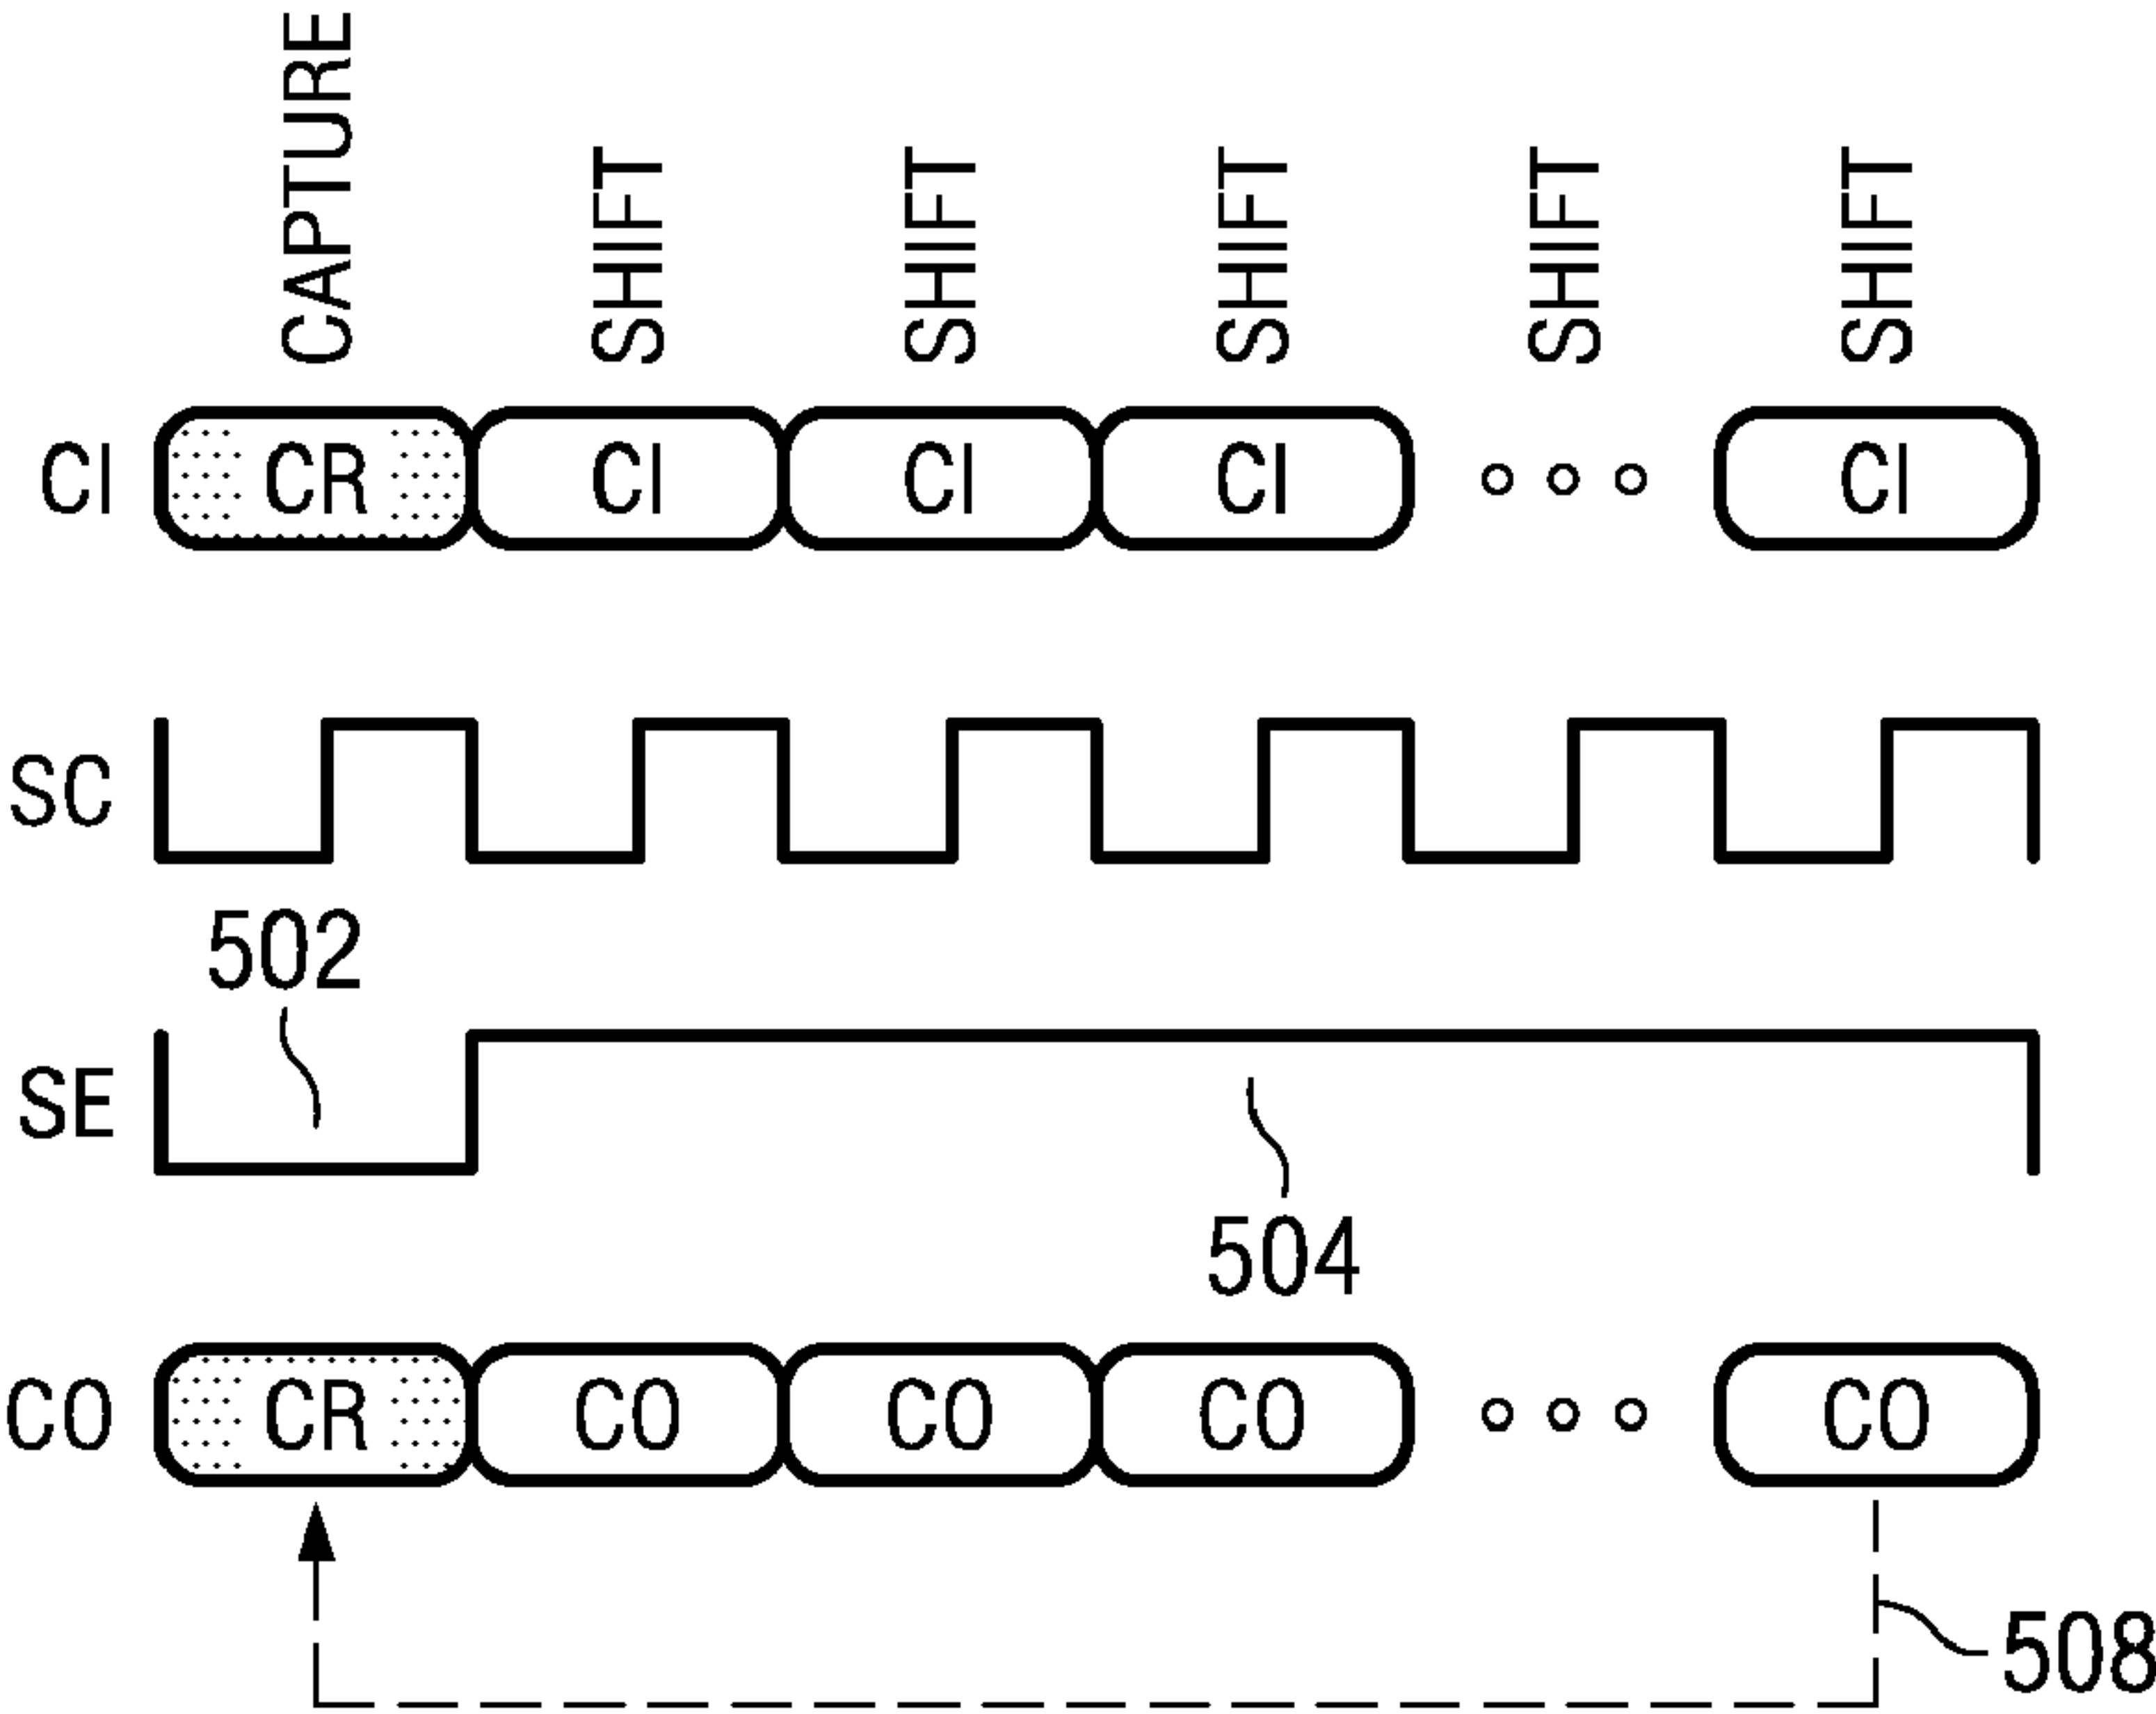 CAPTURE SHIFT SHIFT SHIFT SHIFT SHIFT
CI CR CI CI CI CI
SC
502
SE
504
CO CR CO CO CO CO
508